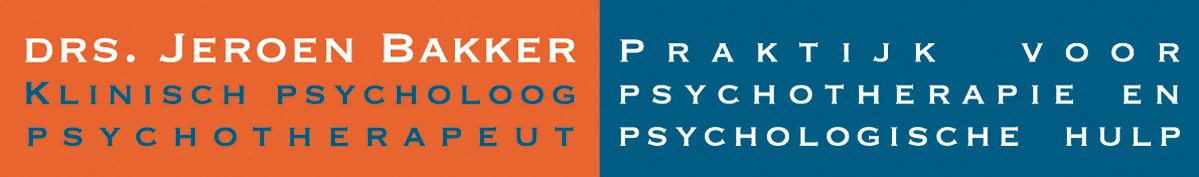 DRS. JEROEN BAKKER
KLINISCH PSYCHOLOOG
PSYCHOTHERAPEUT
PRAKTIJK VOOR
PSYCHOTHERAPIE EN
PSYCHOLOGISCHE HULP